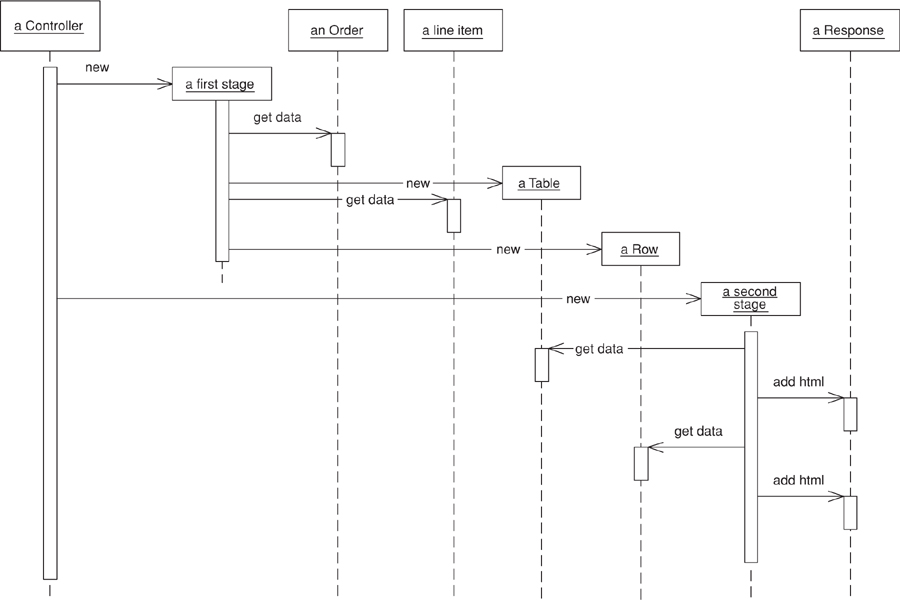 a Controller
an Order
a line item
a Response
new
a first stage
get data
new
a Table
get data
new
a Row
new
a second
stage
get data
add html
get data
add html